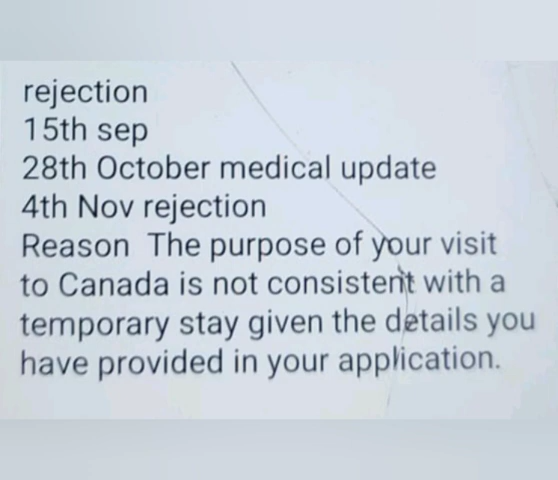 rejection
15th sep
28th October medical update
4th Nov rejection
Reason The purpose of your visit
to Canada is not consistent with a
temporary stay given the details you
have provided in your application.